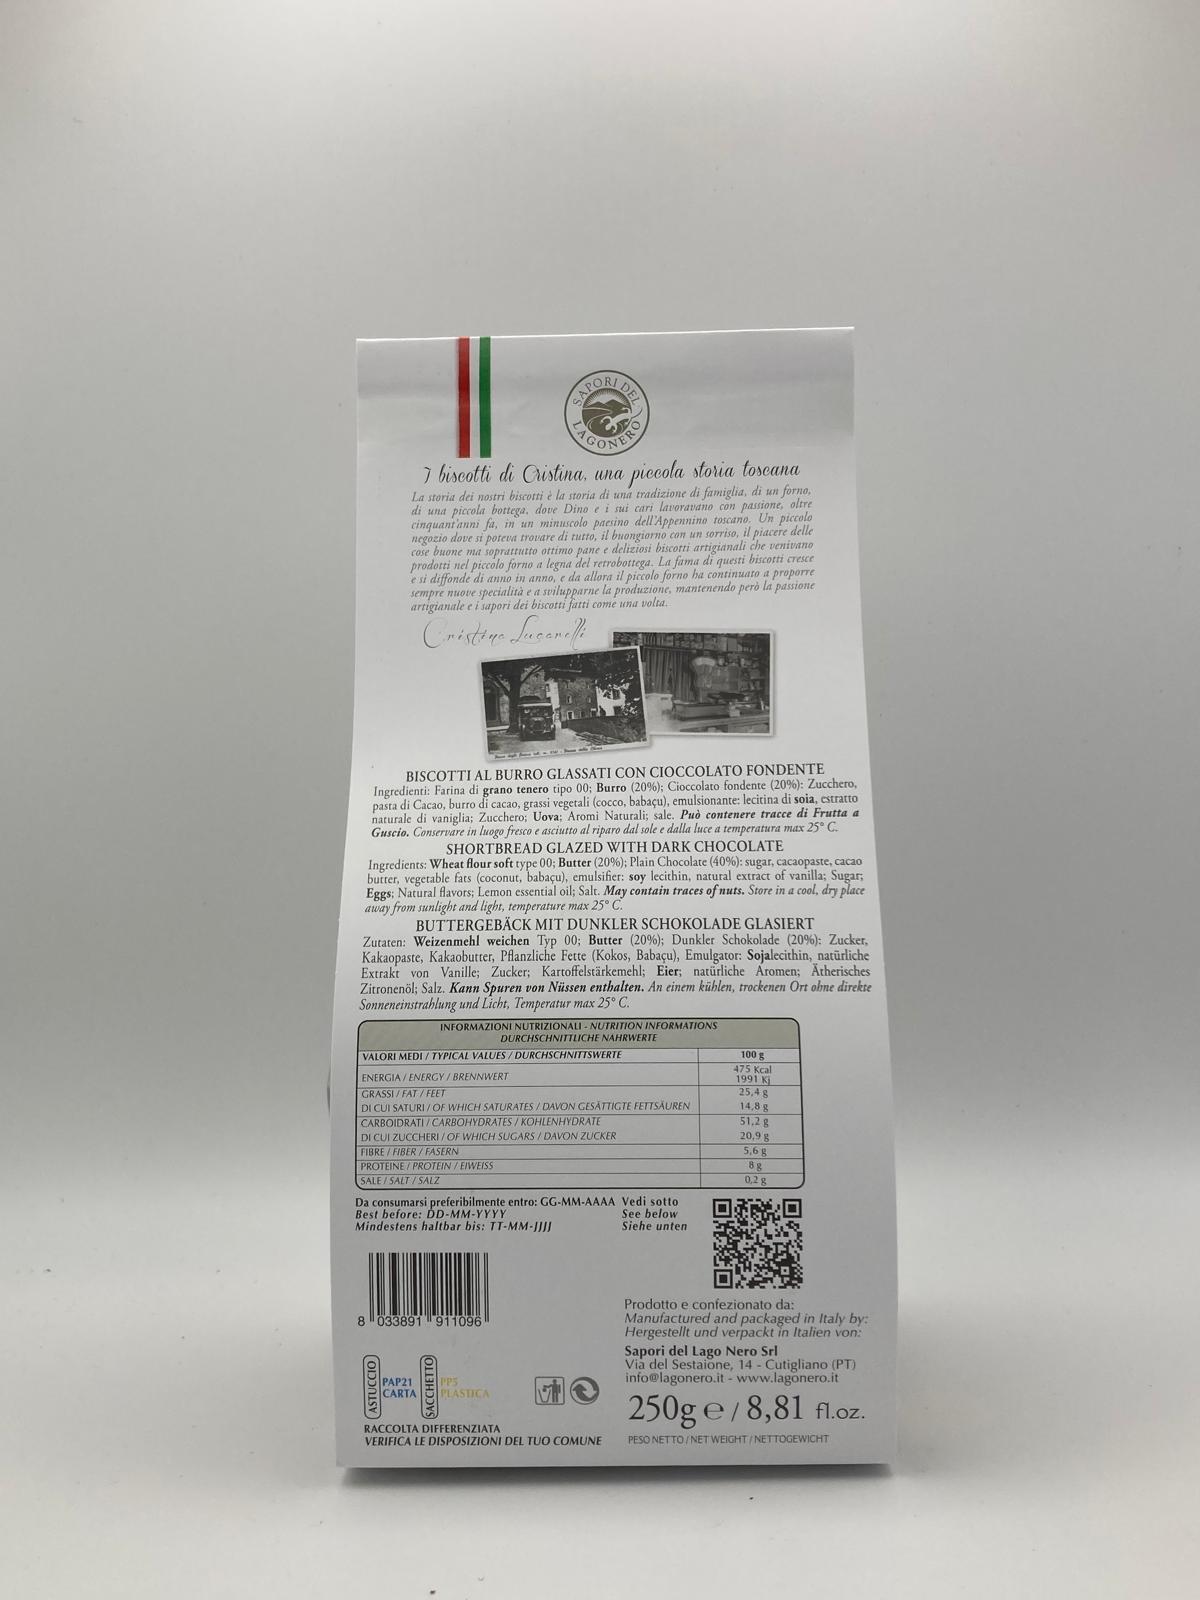 SAPORI DEL
LAGONERO
I biscotti di Cristina, una piccola storia toscana
La storia dei nostri biscotti è la storia di una tradizione di famiglia, di un forno,
di una piccola bottega, dove Dino e i sui cari lavoravano con passione, oltre
cinquant'anni fa, in un minuscolo paesino dell'Appennino toscano. Un piccolo
negozio dove si poteva trovare di tutto, il buongiorno con un sorriso, il piacere delle
cose buone ma soprattutto ottimo pane e deliziosi biscotti artigianali che venivano
prodotti nel piccolo forno a legna del retrobottega. La fama di questi biscotti cresce
e si diffonde di anno in anno, e da allora il piccolo forno ha continuato a proporre
sempre nuove specialità e a svilupparne la produzione, mantenendo però la passione
artigianale e i sapori dei biscotti fatti come una volta.
Cristina Lucarelli
BISCOTTI AL BURRO GLASSATI CON CIOCCOLATO FONDENTE
Ingredienti: Farina di grano tenero tipo 00; Burro (20%); Cioccolato fondente (20%): Zucchero,
pasta di Cacao, burro di cacao, grassi vegetali (cocco, babaçu), emulsionante: lecitina di soia, estratto
naturale di vaniglia; Zucchero; Uova; Aromi Naturali; sale. Può contenere tracce di Frutta a
Guscio. Conservare in luogo fresco e asciutto al riparo dal sole e dalla luce a temperatura max 25° C.
SHORTBREAD GLAZED WITH DARK CHOCOLATE
Ingredients: Wheat flour soft type 00; Butter (20%); Plain Chocolate (40%): sugar, cacaopaste, cacao
butter, vegetable fats (coconut, babaçu), emulsifier: soy lecithin, natural extract of vanilla; Sugar;
Eggs; Natural flavors; Lemon essential oil; Salt. May contain traces of nuts. Store in a cool, dry place
away from sunlight and light, temperature max 25° C.
BUTTERGEBÄCK MIT DUNKLER SCHOKOLADE GLASIERT
Zutaten: Weizenmehl weichen Typ 00; Butter (20%); Dunkler Schokolade (20%): Zucker,
Kakaopaste, Kakaobutter, Pflanzliche Fette (Kokos, Babaçu), Emulgator: Sojalecithin, natürliche
Extrakt von Vanille; Zucker; Kartoffelstärkemehl; Eier; natürliche Aromen; Ätherisches
Zitronenöl; Salz. Kann Spuren von Nüssen enthalten. An einem kühlen, trockenen Ort ohne direkte
Sonneneinstrahlung und Licht, Temperatur max 25° C.
INFORMAZIONI NUTRIZIONALI - NUTRITION INFORMATIONS
DURCHSCHNITTLICHE NAHRWERTE
VALORI MEDI / TYPICAL VALUES / DURCHSCHNITTSWERTE 100 g
ENERGIA / ENERGY / BRENNWERT 475 Kcal
1991 Kj
GRASSI / FAT / FEET 25,4 g
DI CUI SATURI / OF WHICH SATURATES / DAVON GESÄTTIGTE FETTSÄUREN 14,8 g
CARBOIDRATI / CARBOHYDRATES / KOHLENHYDRATE 51,2 g
DI CUI ZUCCHERI / OF WHICH SUGARS / DAVON ZUCKER 20,9 g
FIBRE / FIBER / FASERN 5,6 g
PROTEINE / PROTEIN / EIWEISS 8 g
SALE / SALT / SALZ 0,2 g
Da consumarsi preferibilmente entro: GG-MM-AAAA Vedi sotto
Best before: DD-MM-YYYY See below
Mindestens haltbar bis: TT-MM-JJJJ Siehe unten
8 033891 911096
Prodotto e confezionato da:
Manufactured and packaged in Italy by:
Hergestellt und verpackt in Italien von:
Sapori del Lago Nero Srl
Via del Sestaione, 14 - Cutigliano (PT)
info@lagonero.it - www.lagonero.it
250g e / 8,81 fl.oz.
PESO NETTO / NET WEIGHT / NETTOGEWICHT
ASTUCCIO
PAP21
CARTA
SACCHETTO
PP5
PLASTICA
RACCOLTA DIFFERENZIATA
VERIFICA LE DISPOSIZIONI DEL TUO COMUNE